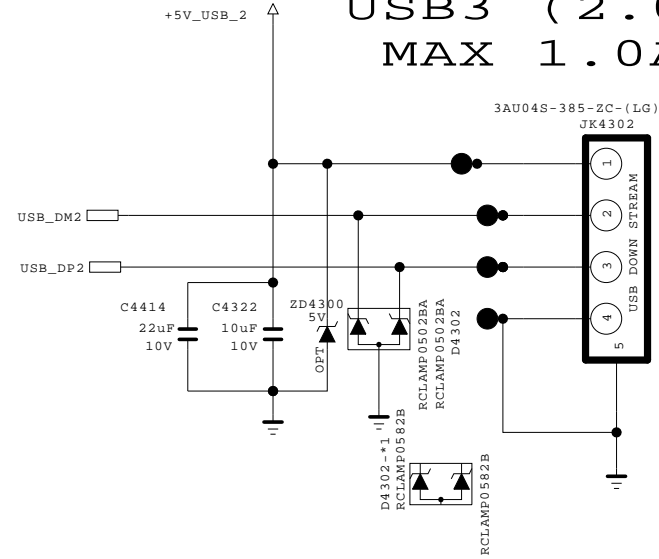 USB3 (2.0
MAX 1.0A
+5V_USB_2
3AU04S-385-ZC-(LG)
JK4302
1
USB_DM2
2
USB_DP2
3
4
5
USB DOWN STREAM
C4414
22uF
10V
C4322
10uF
10V
ZD4300
5V
OPT
RCLAMP0502BA
RCLAMP0502BA
D4302
D4302-*1
RCLAMP0582B
RCLAMP0582B